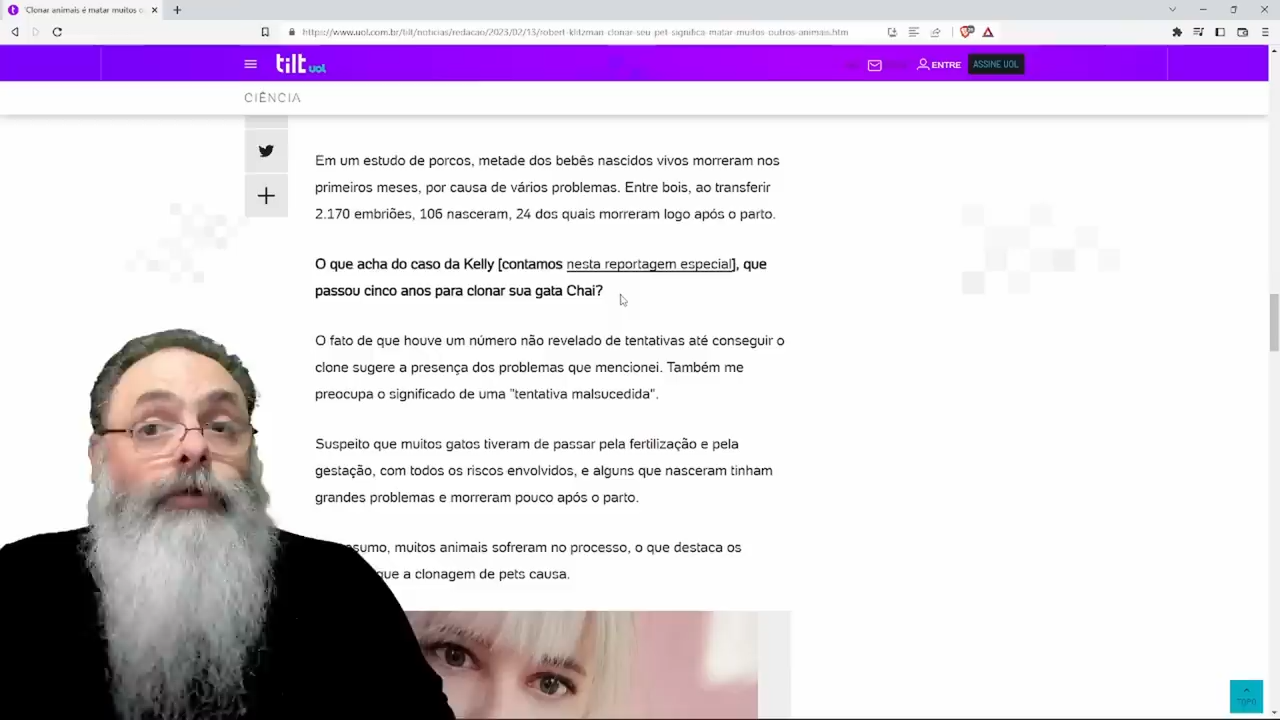 "Clonar animais é matar muitos o
https://www.uol.com.br/tilt/noticias/redacao/2023/02/13/robert-klitzman-clonar-seu-pet-significa-matar-muitos-outros-animais.htm
tilt uol
ENTRE
ASSINE UOL
CIÊNCIA
Em um estudo de porcos, metade dos bebês nascidos vivos morreram nos
primeiros meses, por causa de vários problemas. Entre bois, ao transferir
2.170 embriões, 106 nasceram, 24 dos quais morreram logo após o parto.
O que acha do caso da Kelly [contamos nesta reportagem especial], que
passou cinco anos para clonar sua gata Chai?
O fato de que houve um número não revelado de tentativas até conseguir o
clone sugere a presença dos problemas que mencionei. Também me
preocupa o significado de uma "tentativa malsucedida".
Suspeito que muitos gatos tiveram de passar pela fertilização e pela
gestação, com todos os riscos envolvidos, e alguns que nasceram tinham
grandes problemas e morreram pouco após o parto.
sumo, muitos animais sofreram no processo, o que destaca os
que a clonagem de pets causa.
TOPO